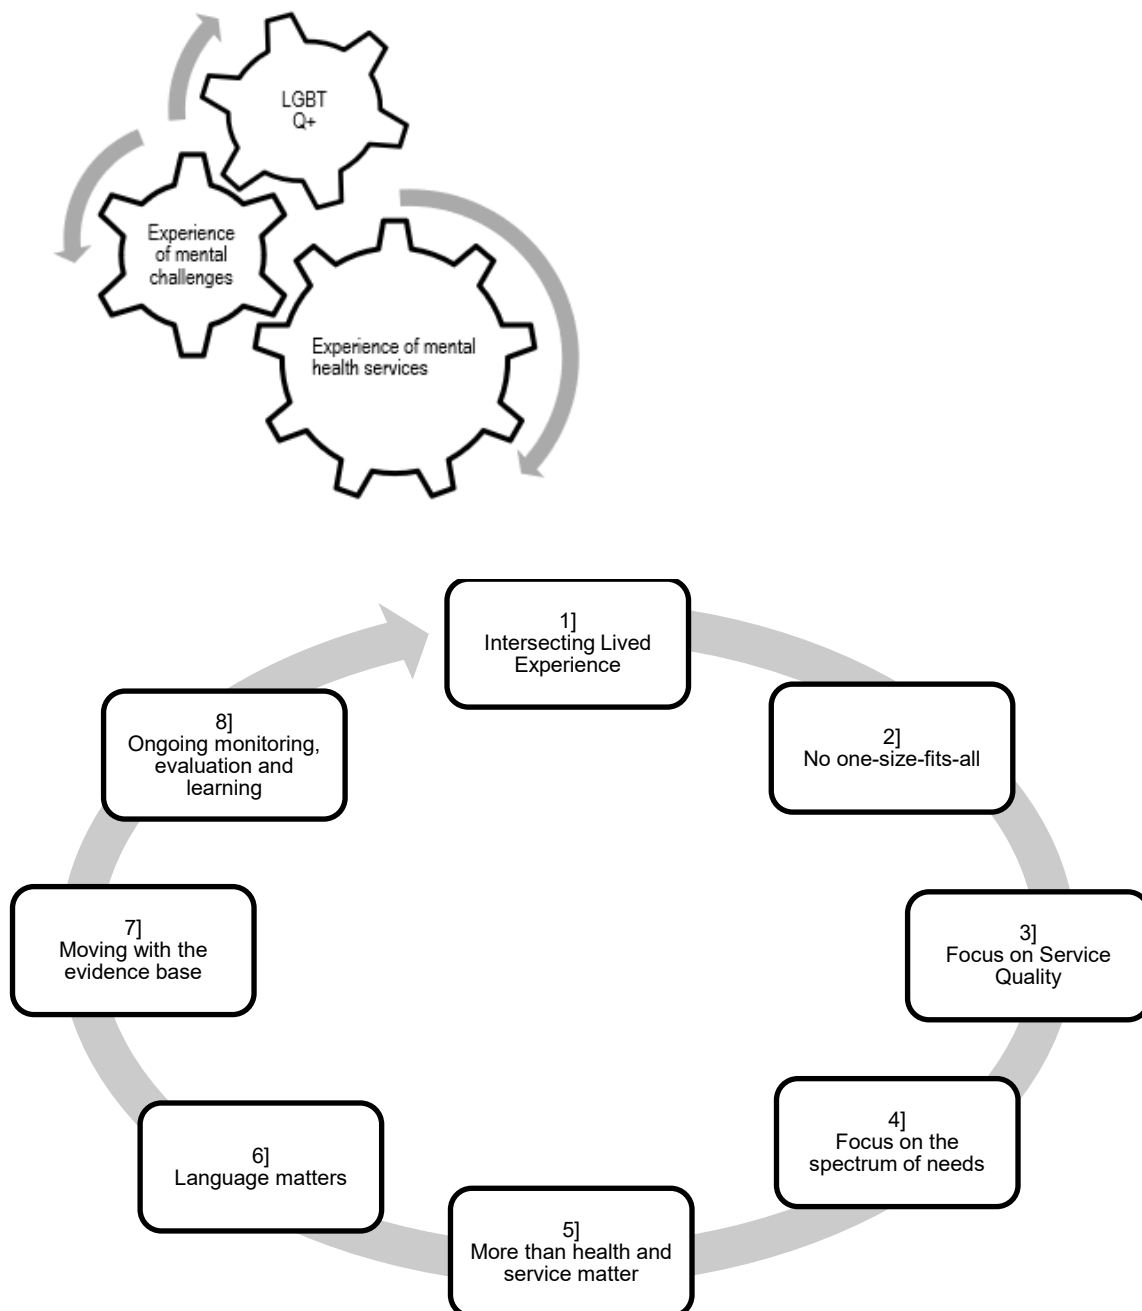 LGBT
Q+
Experience
of mental
challenges
Experience of mental
health services
1]
Intersecting Lived
Experience
2]
No one-size-fits-all
3]
Focus on Service
Quality
4]
Focus on the
spectrum of needs
5]
More than health and
service matter
6]
Language matters
7]
Moving with the
evidence base
8]
Ongoing monitoring,
evaluation and
learning